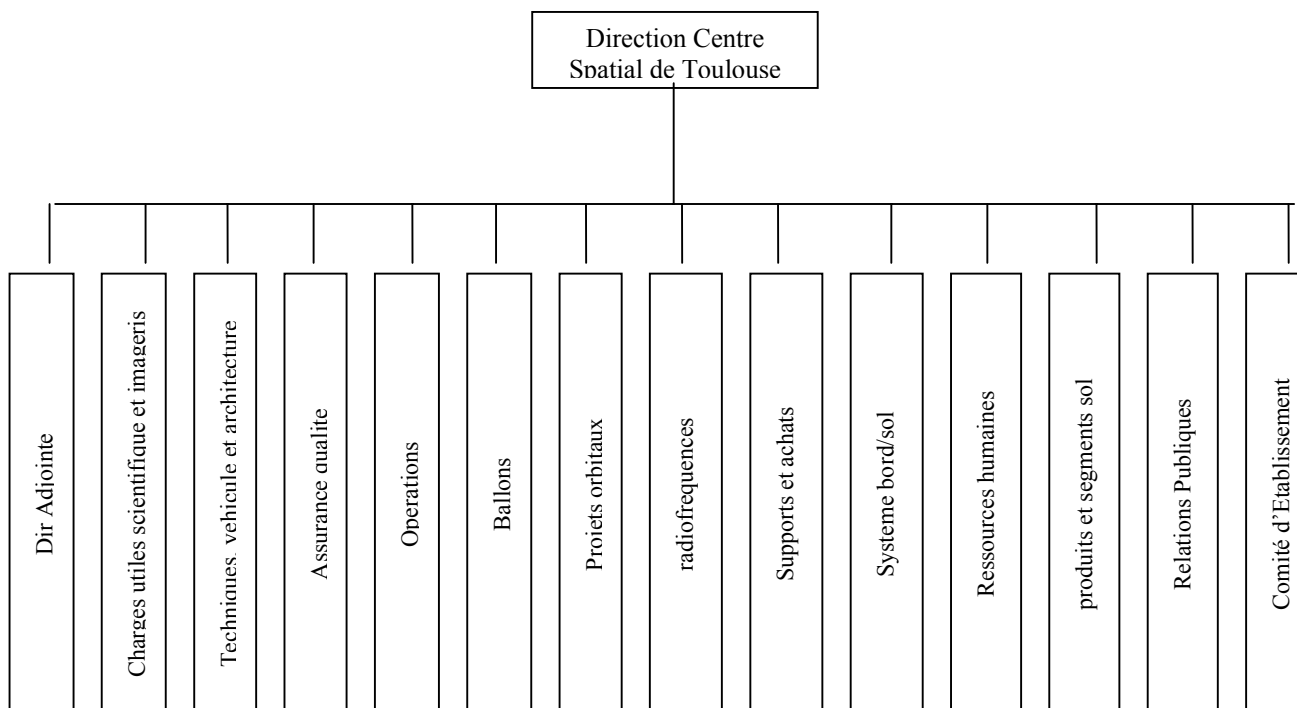 Direction Centre
Spatial de Toulouse
Dir Adjointe
Charges utiles scientifique et imageris
Techniques, vehicule et architecture
Assurance qualite
Operations
Ballons
Projets orbitaux
radiofrequences
Supports et achats
Systeme bord/sol
Ressources humaines
produits et segments sol
Relations Publiques
Comité d'Etablissement